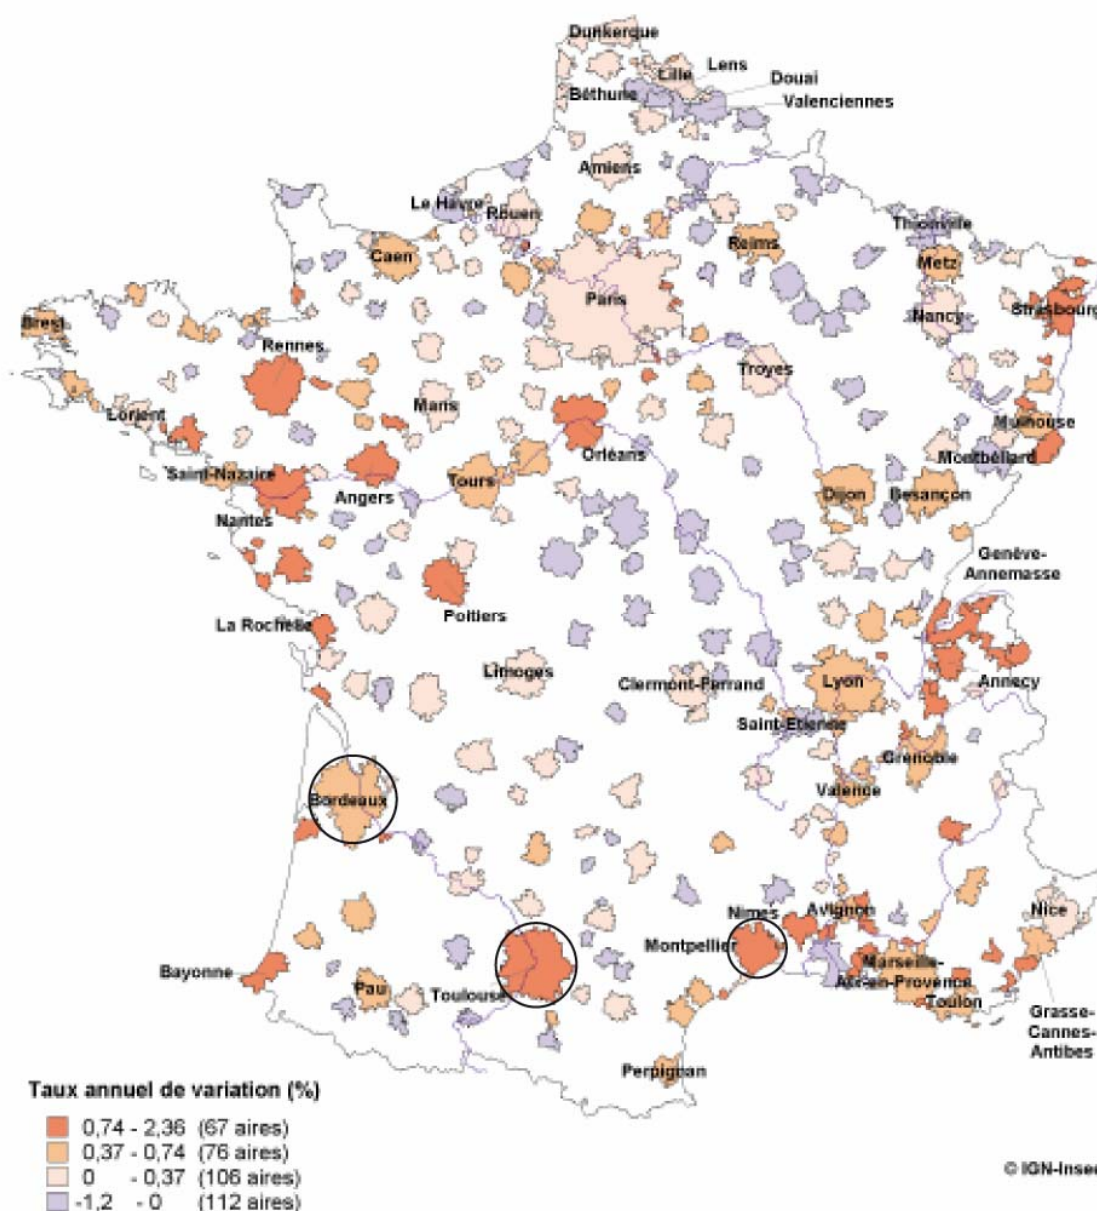 Dunkerque
Lens
Lille
Douai
Béthune
Valenciennes
Amiens
Le Havre
Rouen
Thionville
Caen
Reims
Metz
Paris
Strasbourg
Nancy
Brest
Rennes
Troyes
Lorient
Mans
Mulhouse
Orléans
Montbéliard
Saint-Nazaire
Angers
Tours
Dijon
Besançon
Nantes
Genève-
Annemasse
Poitiers
La Rochelle
Limoges
Clermont-Ferrand
Lyon
Annecy
Saint-Etienne
Grenoble
Valence
Bordeaux
Nimes
Avignon
Nice
Montpellier
Bayonne
Marseille-
Aix-en-Provence
Pau
Toulouse
Toulon
Grasse-
Cannes-
Antibes
Perpignan
Taux annuel de variation (%)
0,74 - 2,36 (67 aires)
0,37 - 0,74 (76 aires)
0 - 0,37 (106 aires)
-1,2 - 0 (112 aires)
© IGN-Insee